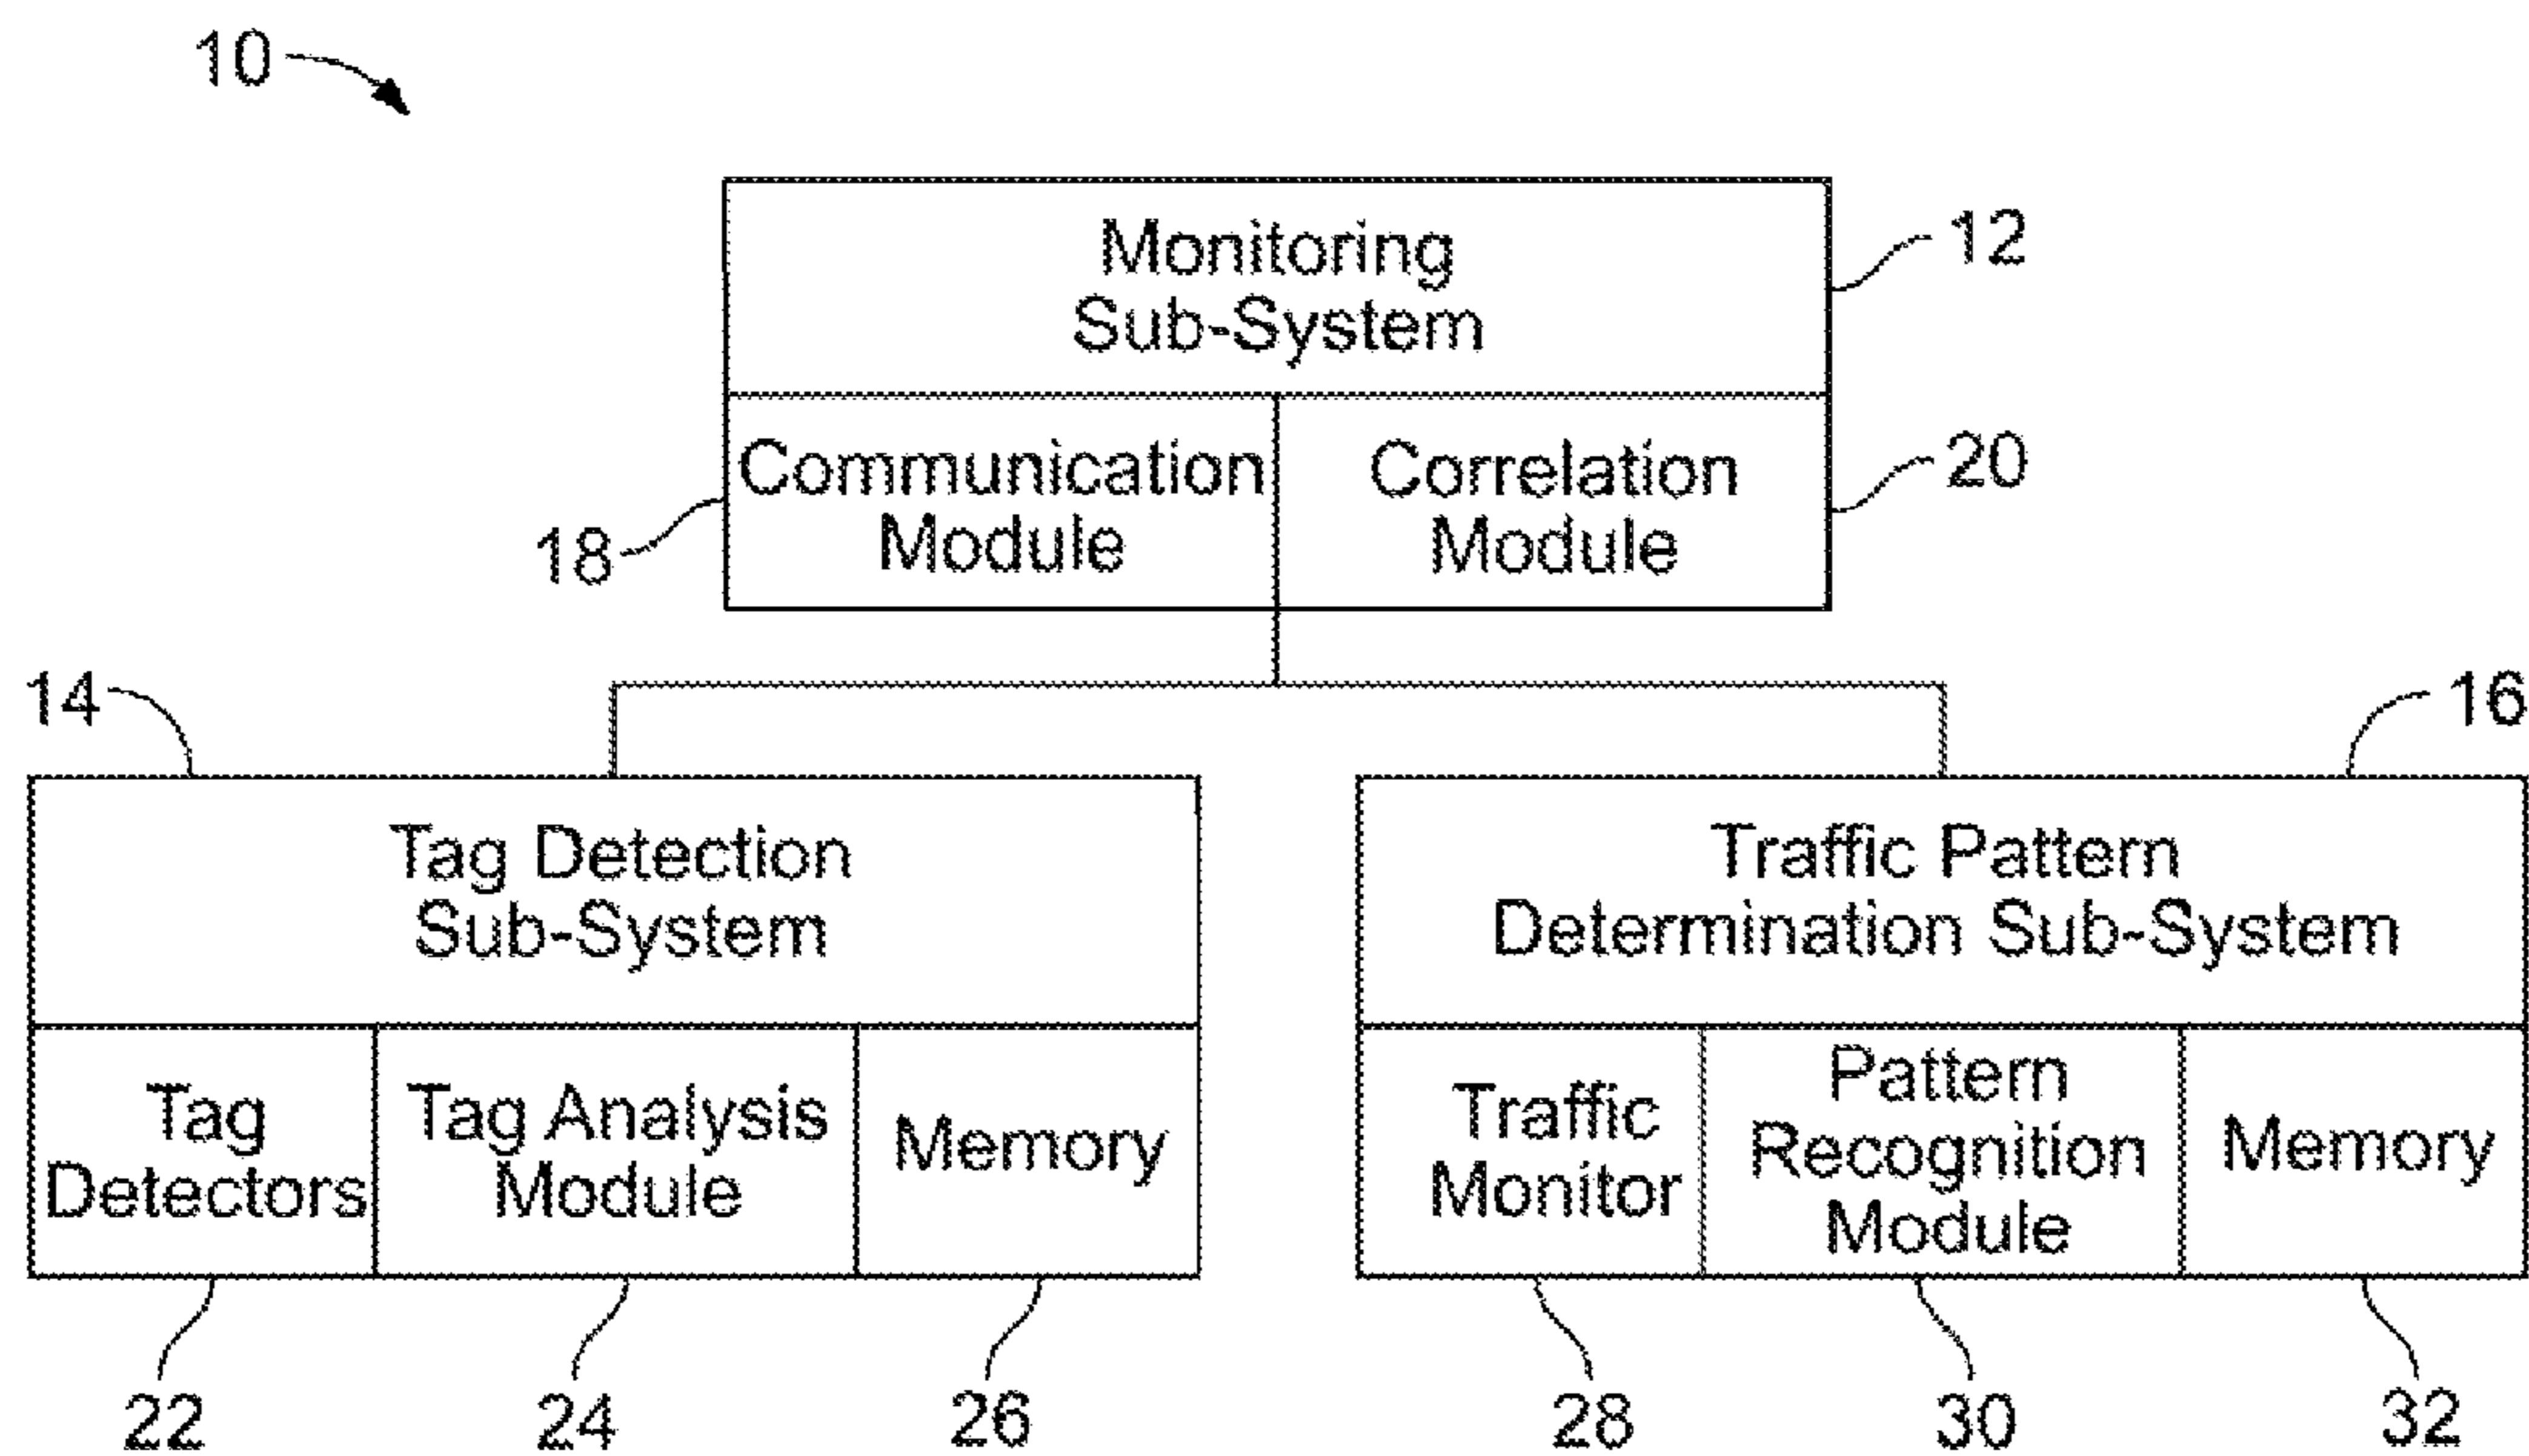 10
Monitoring
Sub-System
12
Communication
Module
18
Correlation
Module
20
14
Tag Detection
Sub-System
16
Traffic Pattern
Determination Sub-System
Tag
Detectors
Tag Analysis
Module
Memory
Traffic
Monitor
Pattern
Recognition
Module
Memory
22
24
26
28
30
32